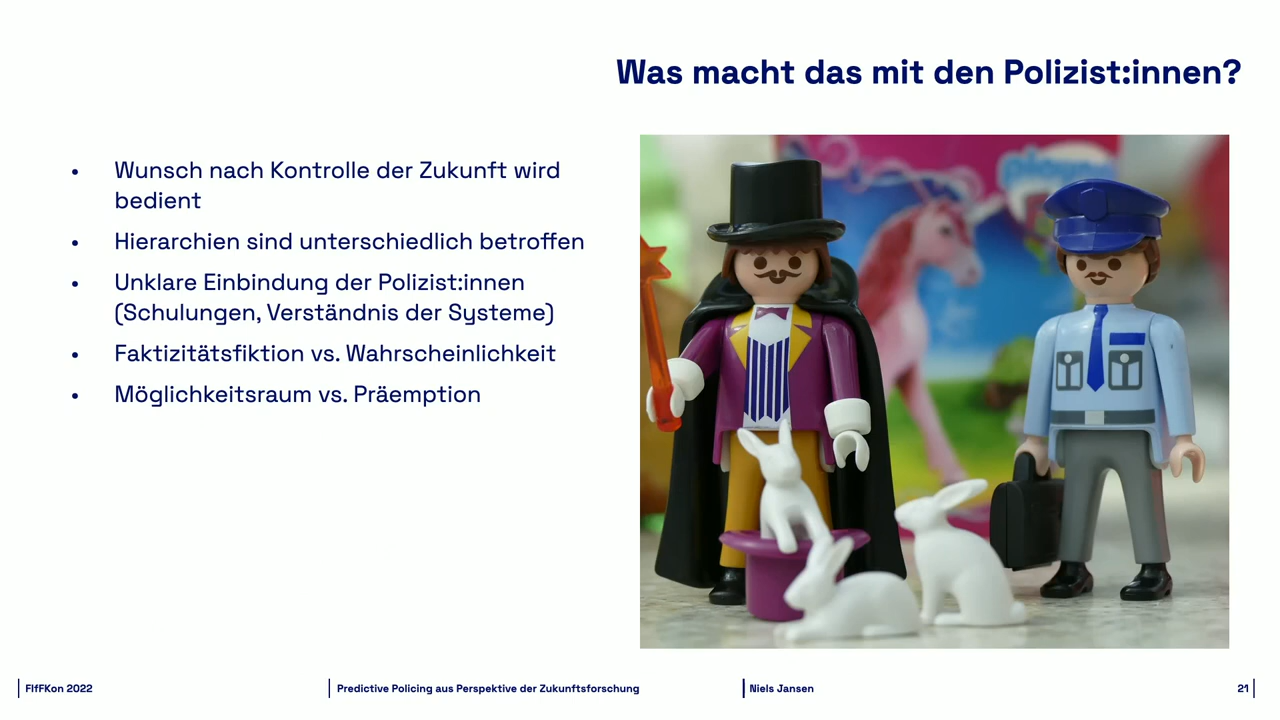 Was macht das mit den Polizist:innen?
• Wunsch nach Kontrolle der Zukunft wird
bedient
• Hierarchien sind unterschiedlich betroffen
• Unklare Einbindung der Polizist:innen
(Schulungen, Verständnis der Systeme)
• Faktizitätsfiktion vs. Wahrscheinlichkeit
• Möglichkeitsraum vs. Präemption
FIfFKon 2022
Predictive Policing aus Perspektive der Zukunftsforschung
Niels Jansen
21